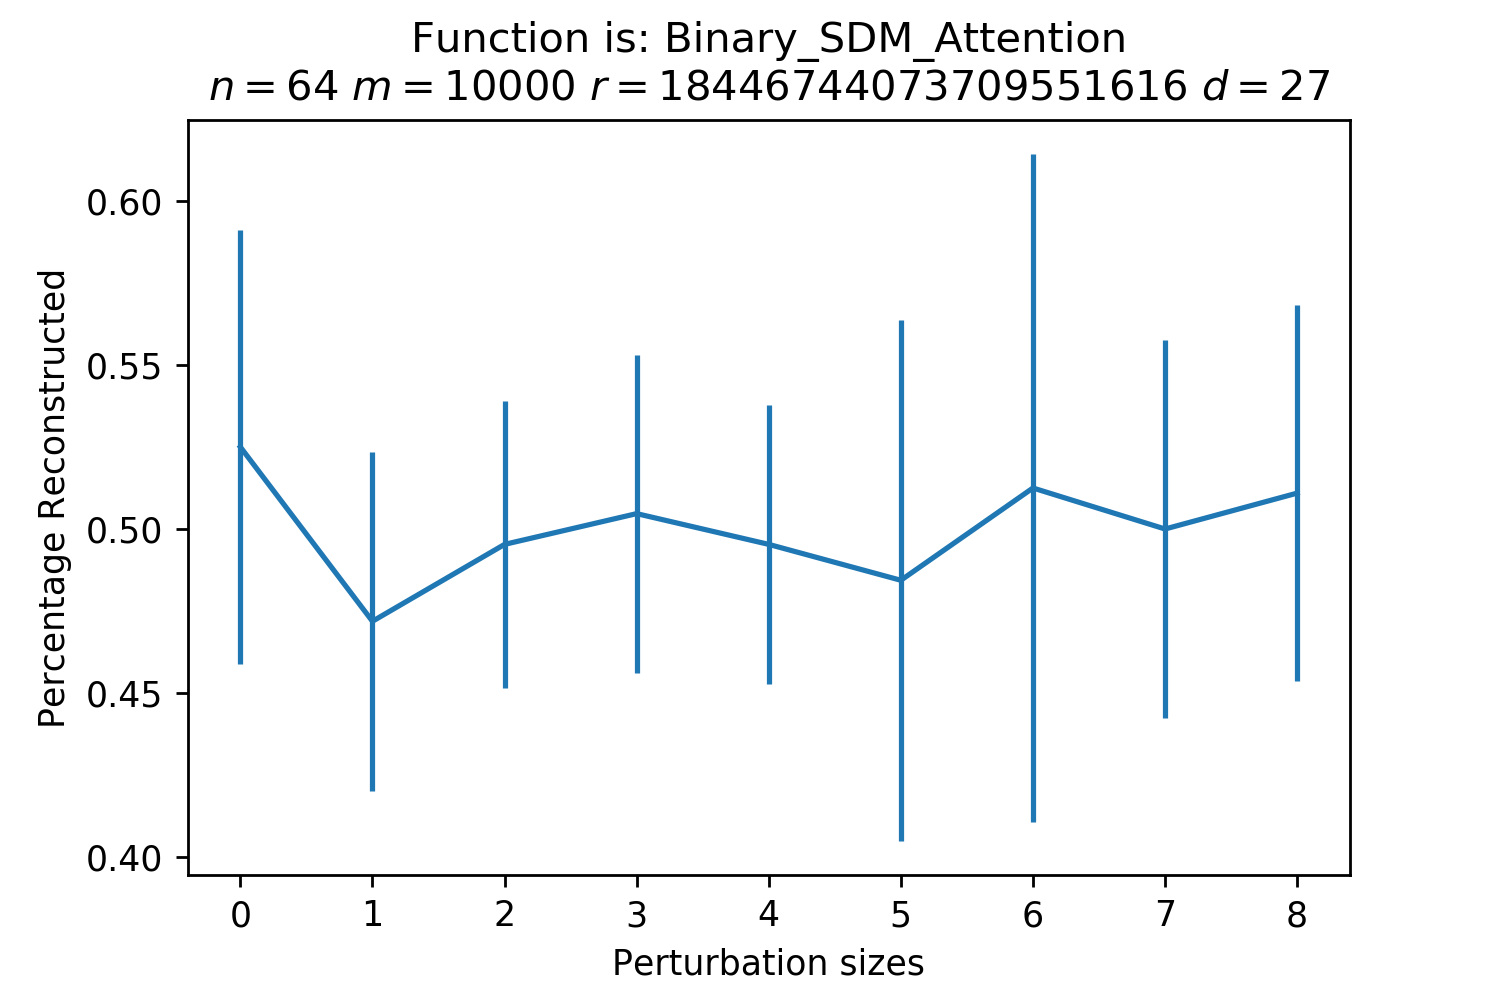 Function is: Binary_SDM_Attention
n = 64 m = 10000 r = 18446744073709551616 d = 27
Percentage Reconstructed
0.60
0.55
0.50
0.45
0.40
0 1 2 3 4 5 6 7 8
Perturbation sizes